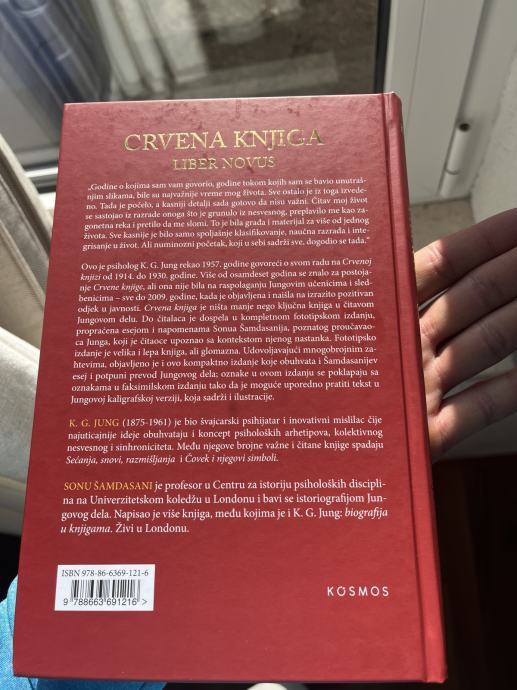 CRVENA KNJIGA
LIBER NOVUS
„Godine o kojima sam vam govorio, godine tokom kojih sam se bavio unutraš-
njim slikama, bile su najvažnije vreme mog života. Sve ostalo je iz toga izvede-
no. Tada je počelo, a kasniji detalji sada gotovo da nisu važni. Čitav moj život
se sastojao iz razrade onoga što je grunulo iz nesvesnog, preplavilo me kao za-
gonetna reka i pretilo da me slomi. To je bila građa i materijal za više od jednog
života. Sve kasnije je bilo samo spoljašnje klasifikovanje, naučna razrada i inte-
grisanje u život. Ali numinozni početak, koji u sebi sadrži sve, dogodio se tada.“
Ovo je psiholog K. G. Jung rekao 1957. godine govoreći o svom radu na Crvenoj
knjizi od 1914. do 1930. godine. Više od osamdeset godina se znalo za postoja-
nje Crvene knjige, ali ona nije bila na raspolaganju Jungovim učenicima i sled-
benicima – sve do 2009. godine, kada je objavljena i naišla na izrazito pozitivan
odjek u javnosti. Crvena knjiga je ništa manje nego ključna knjiga u čitavom
Jungovom delu. Do čitalaca je dospela u kompletnom fototipskom izdanju,
propraćena esejom i napomenama Sonua Šamdasanija, poznatog proučavao-
ca Junga, koji je čitaoce upoznao sa kontekstom njenog nastanka. Fototipsko
izdanje je velika i lepa knjiga, ali glomazna. Udovoljavajući mnogobrojnim za-
htevima, objavljeno je i ovo kompaktno izdanje koje obuhvata i Šamdasanijev
esej i potpuni prevod Jungovog dela; oznake u ovom izdanju se poklapaju sa
oznakama u faksimilskom izdanju tako da je moguće uporedno pratiti tekst u
Jungovoj kaligrafskoj verziji, koja sadrži i ilustracije.
K. G. JUNG (1875-1961) je bio švajcarski psihijatar i inovativni mislilac čije
najuticajnije ideje obuhvataju i koncept psiholoških arhetipova, kolektivnog
nesvesnog i sinhroniciteta. Među njegove brojne važne i čitane knjige spadaju
Sećanja, snovi, razmišljanja i Čovek i njegovi simboli.
SONU ŠAMDASANI je profesor u Centru za istoriju psiholoških discipli-
na na Univerzitetskom koledžu u Londonu i bavi se istoriografijom Jun-
govog dela. Napisao je više knjiga, među kojima je i K. G. Jung: biografija
u knjigama. Živi u Londonu.
ISBN 978-86-6369-121-6
9 788663 691216 >
KOSMOS